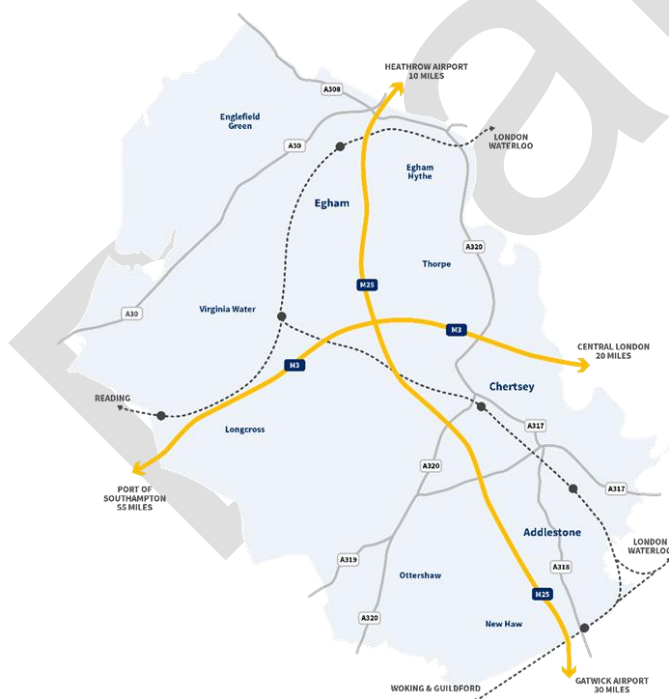 HEATHROW AIRPORT
10 MILES
A308
Englefield
Green
A30
LONDON
WATERLOO
Egham
Hythe
Egham
A320
Thorpe
M25
Virginia Water
A30
M3
CENTRAL LONDON
20 MILES
M3
Chertsey
READING
Longcross
A317
A320
PORT OF
SOUTHAMPTON
55 MILES
A317
Addlestone
LONDON
WATERLOO
A319
A318
Ottershaw
M25
A320
New Haw
WOKING & GUILDFORD
GATWICK AIRPORT
30 MILES